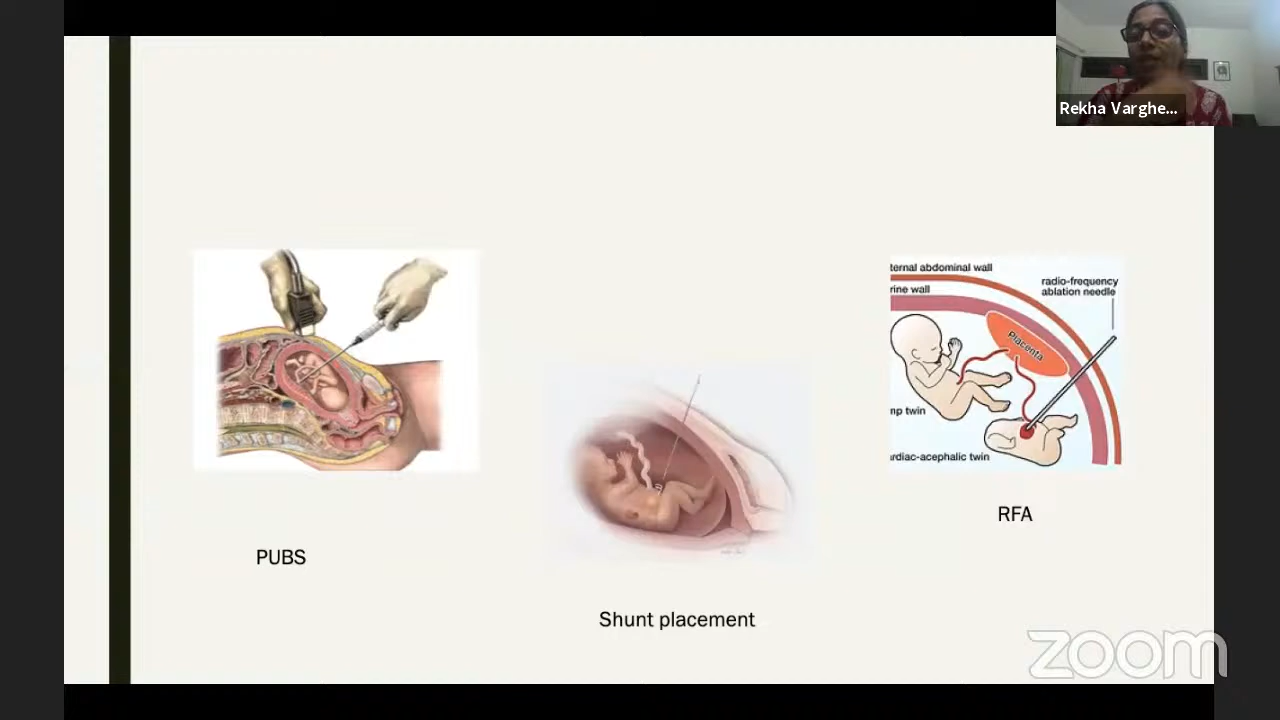 Rekha Varghe...
ternal abdominal wall
rine wall
radio-frequency
ablation needle
Placenta
mp twin
rdiac-acephalic twin
RFA
PUBS
Shunt placement
zoom